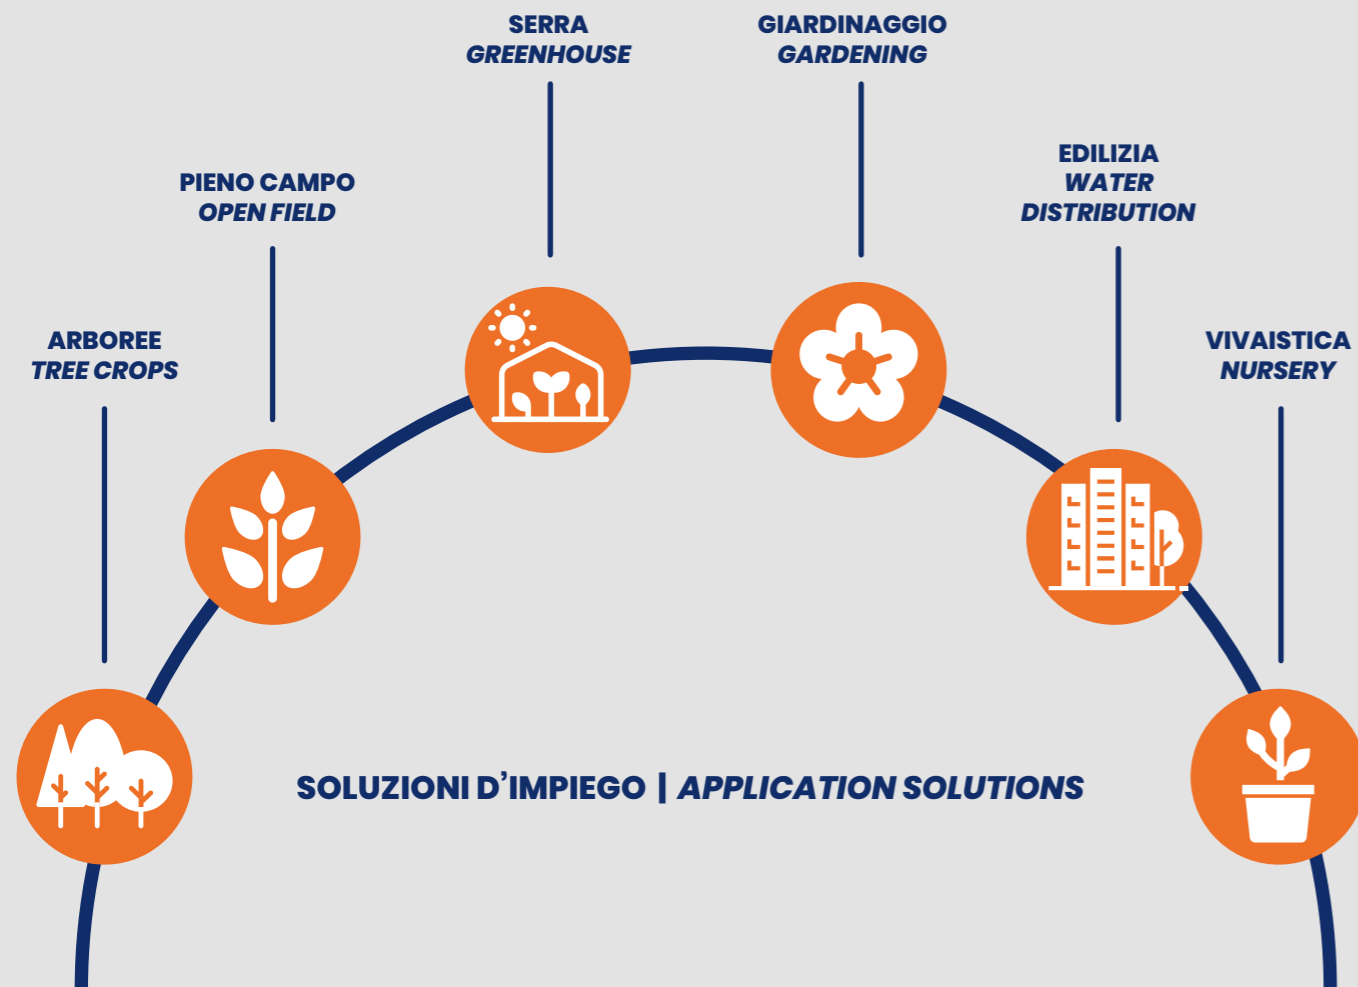 SERRA
GREENHOUSE
GIARDINAGGIO
GARDENING
EDILIZIA
WATER
DISTRIBUTION
PIENO CAMPO
OPEN FIELD
ARBOREE
TREE CROPS
VIVAISTICA
NURSERY
SOLUZIONI D'IMPIEGO | APPLICATION SOLUTIONS